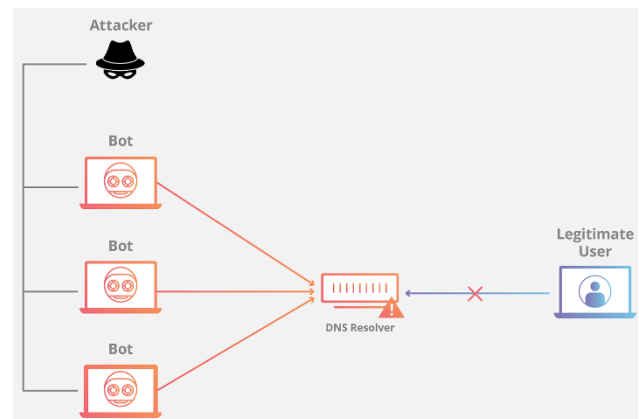 Attacker
Bot
Bot
Bot
DNS Resolver
Legitimate
User